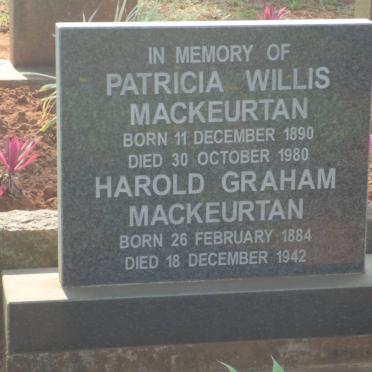 IN MEMORY OF
PATRICIA WILLIS
MACKEURTAN
BORN 11 DECEMBER 1890
DIED 30 OCTOBER 1980
HAROLD GRAHAM
MACKEURTAN
BORN 26 FEBRUARY 1884
DIED 18 DECEMBER 1942